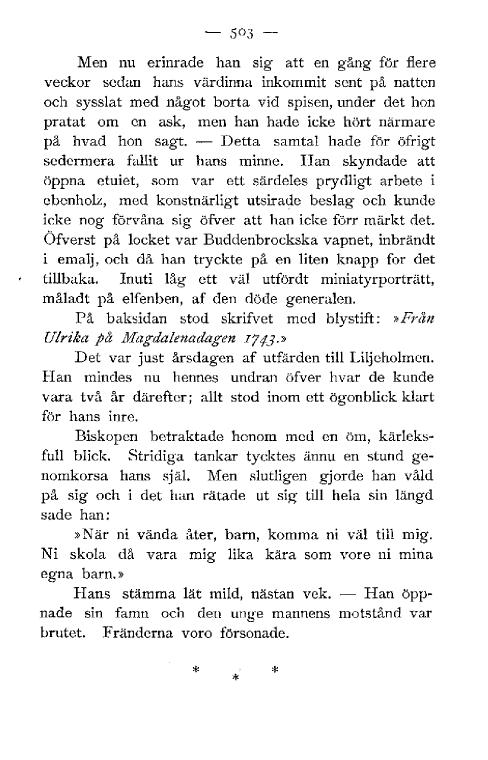 — 503 —
Men nu erinrade han sig att en gång för flere
veckor sedan hans värdinna inkommit sent på natten
och sysslat med något borta vid spisen, under det hon
pratat om en ask, men han hade icke hört närmare
på hvad hon sagt. — Detta samtal hade för öfrigt
sedermera fallit ur hans minne. Han skyndade att
öppna etuiet, som var ett särdeles prydligt arbete i
ebenholz, med konstnärligt utsirade beslag och kunde
icke nog förvåna sig öfver att han icke förr märkt det.
Öfverst på locket var Buddenbrockska vapnet, inbrändt
i emalj, och då han tryckte på en liten knapp for det
tillbaka. Inuti låg ett väl utfördt miniatyrporträtt,
måladt på elfenben, af den döde generalen.
På baksidan stod skrifvet med blystift: »Från
Ulrika på Magdalenadagen 1743.»
Det var just årsdagen af utfärden till Liljeholmen.
Han mindes nu hennes undran öfver hvar de kunde
vara två år därefter; allt stod inom ett ögonblick klart
för hans inre.
Biskopen betraktade honom med en öm, kärleks-
full blick. Stridiga tankar tycktes ännu en stund ge-
nomkorsa hans själ. Men slutligen gjorde han våld
på sig och i det han rätade ut sig till hela sin längd
sade han:
»När ni vända åter, barn, komma ni väl till mig.
Ni skola då vara mig lika kära som vore ni mina
egna barn.»
Hans stämma lät mild, nästan vek. — Han öpp-
nade sin famn och den unge mannens motstånd var
brutet. Fränderna voro försonade.
* * *